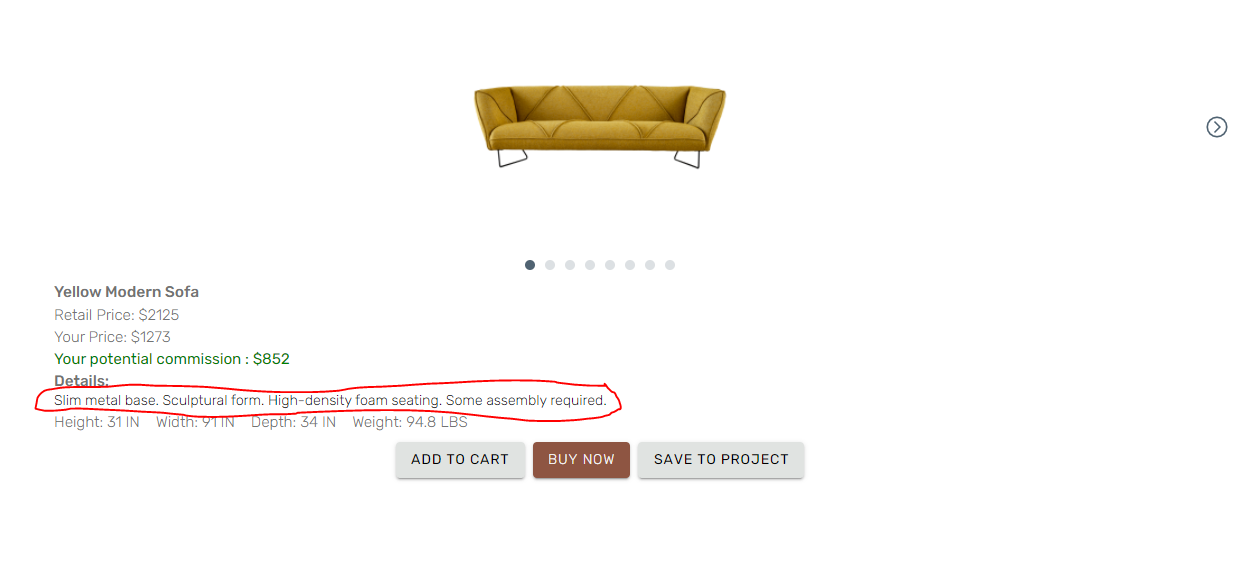 Yellow Modern Sofa
Retail Price: $2125
Your Price: $1273
Your potential commission : $852
Details:
Slim metal base. Sculptural form. High-density foam seating. Some assembly required.
Height: 31 IN Width: 91 IN Depth: 34 IN Weight: 94.8 LBS
ADD TO CART BUY NOW SAVE TO PROJECT